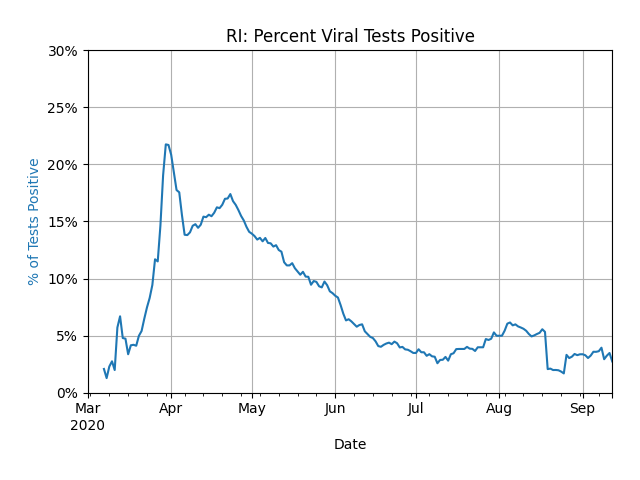 RI: Percent Viral Tests Positive
30%
25%
20%
15%
10%
5%
0%
% of Tests Positive
Mar Apr May Jun Jul Aug Sep
2020
Date